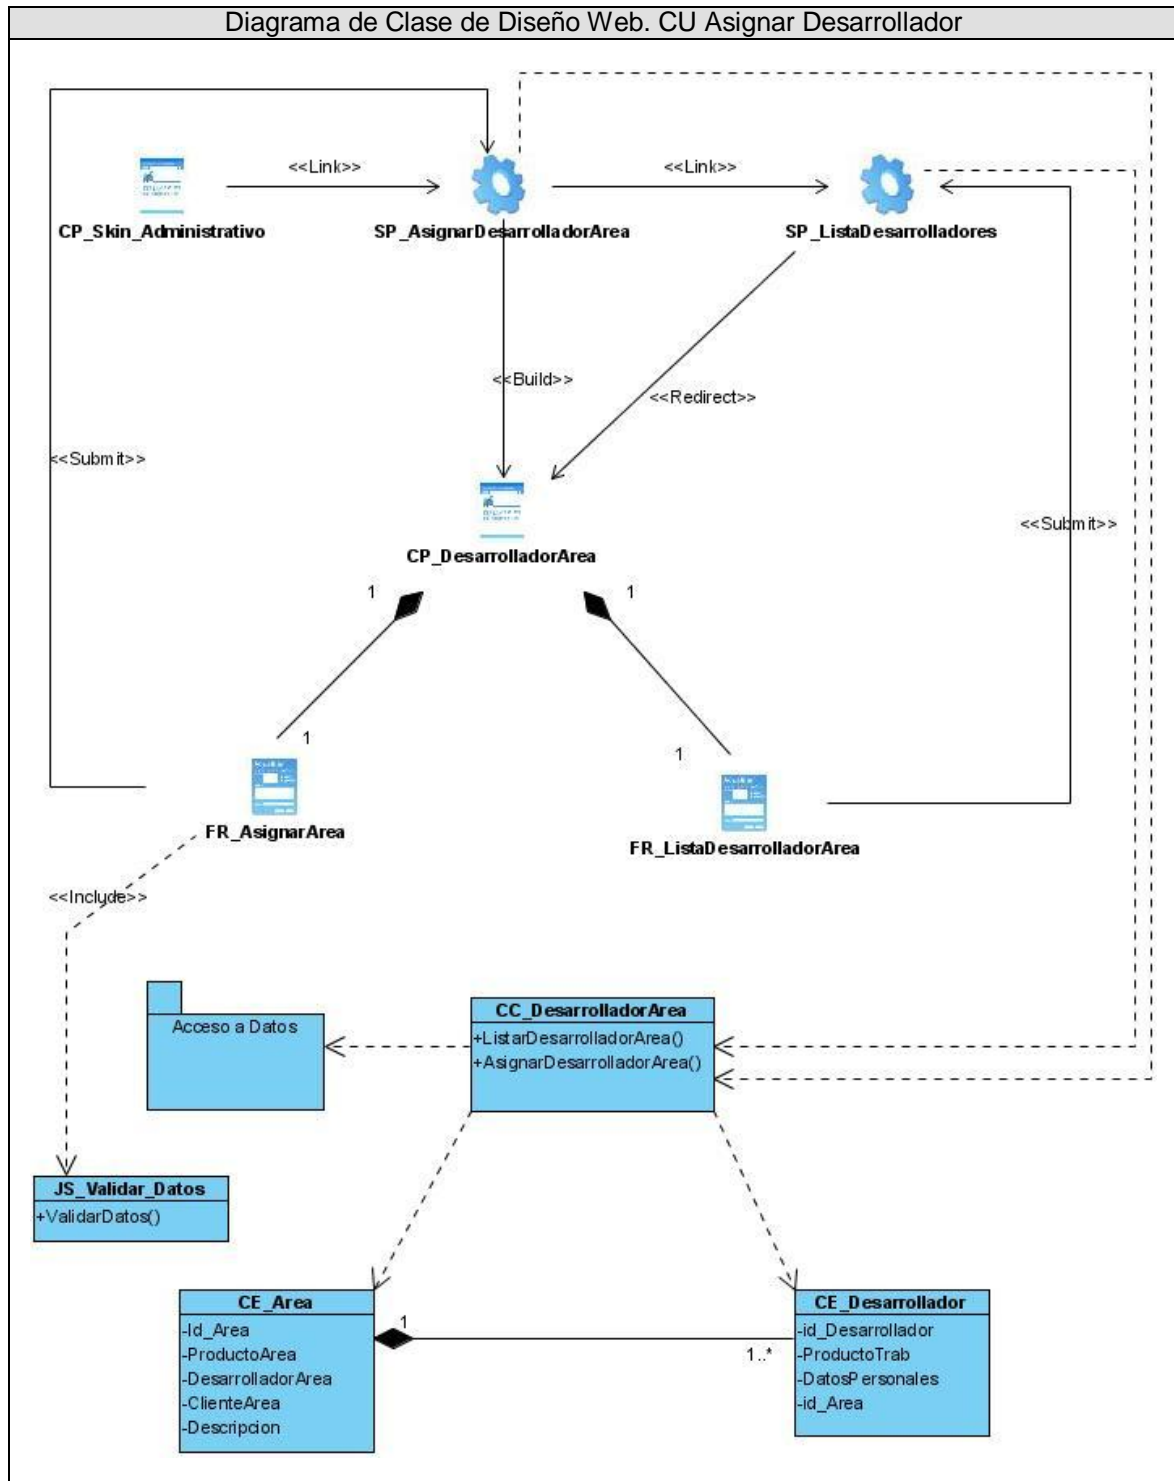 Diagrama de Clase de Diseño Web. CU Asignar Desarrollador
<<Link>>
<<Link>>
CP_Skin_Administrativo
SP_AsignarDesarrolladorArea
SP_ListaDesarrolladores
<<Build>>
<<Redirect>>
<<Submit>>
<<Submit>>
CP_DesarrolladorArea
1
1
1
1
FR_AsignarArea
FR_ListaDesarrolladorArea
<<Include>>
Acceso a Datos
CC_DesarrolladorArea
+ListarDesarrolladorArea()
+AsignarDesarrolladorArea()
JS_Validar_Datos
+ValidarDatos()
CE_Area
-Id_Area
-ProductoArea
-DesarrolladorArea
-ClienteArea
-Descripcion
1
1..*
CE_Desarrollador
-id_Desarrollador
-ProductoTrab
-DatosPersonales
-id_Area